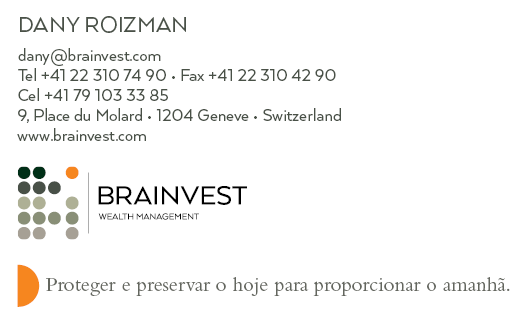 DANY ROIZMAN
dany@brainvest.com
Tel +41 22 310 74 90 • Fax +41 22 310 42 90
Cel +41 79 103 33 85
9, Place du Molard • 1204 Geneve • Switzerland
www.brainvest.com
BRAINVEST
WEALTH MANAGEMENT
Proteger e preservar o hoje para proporcionar o amanhã.